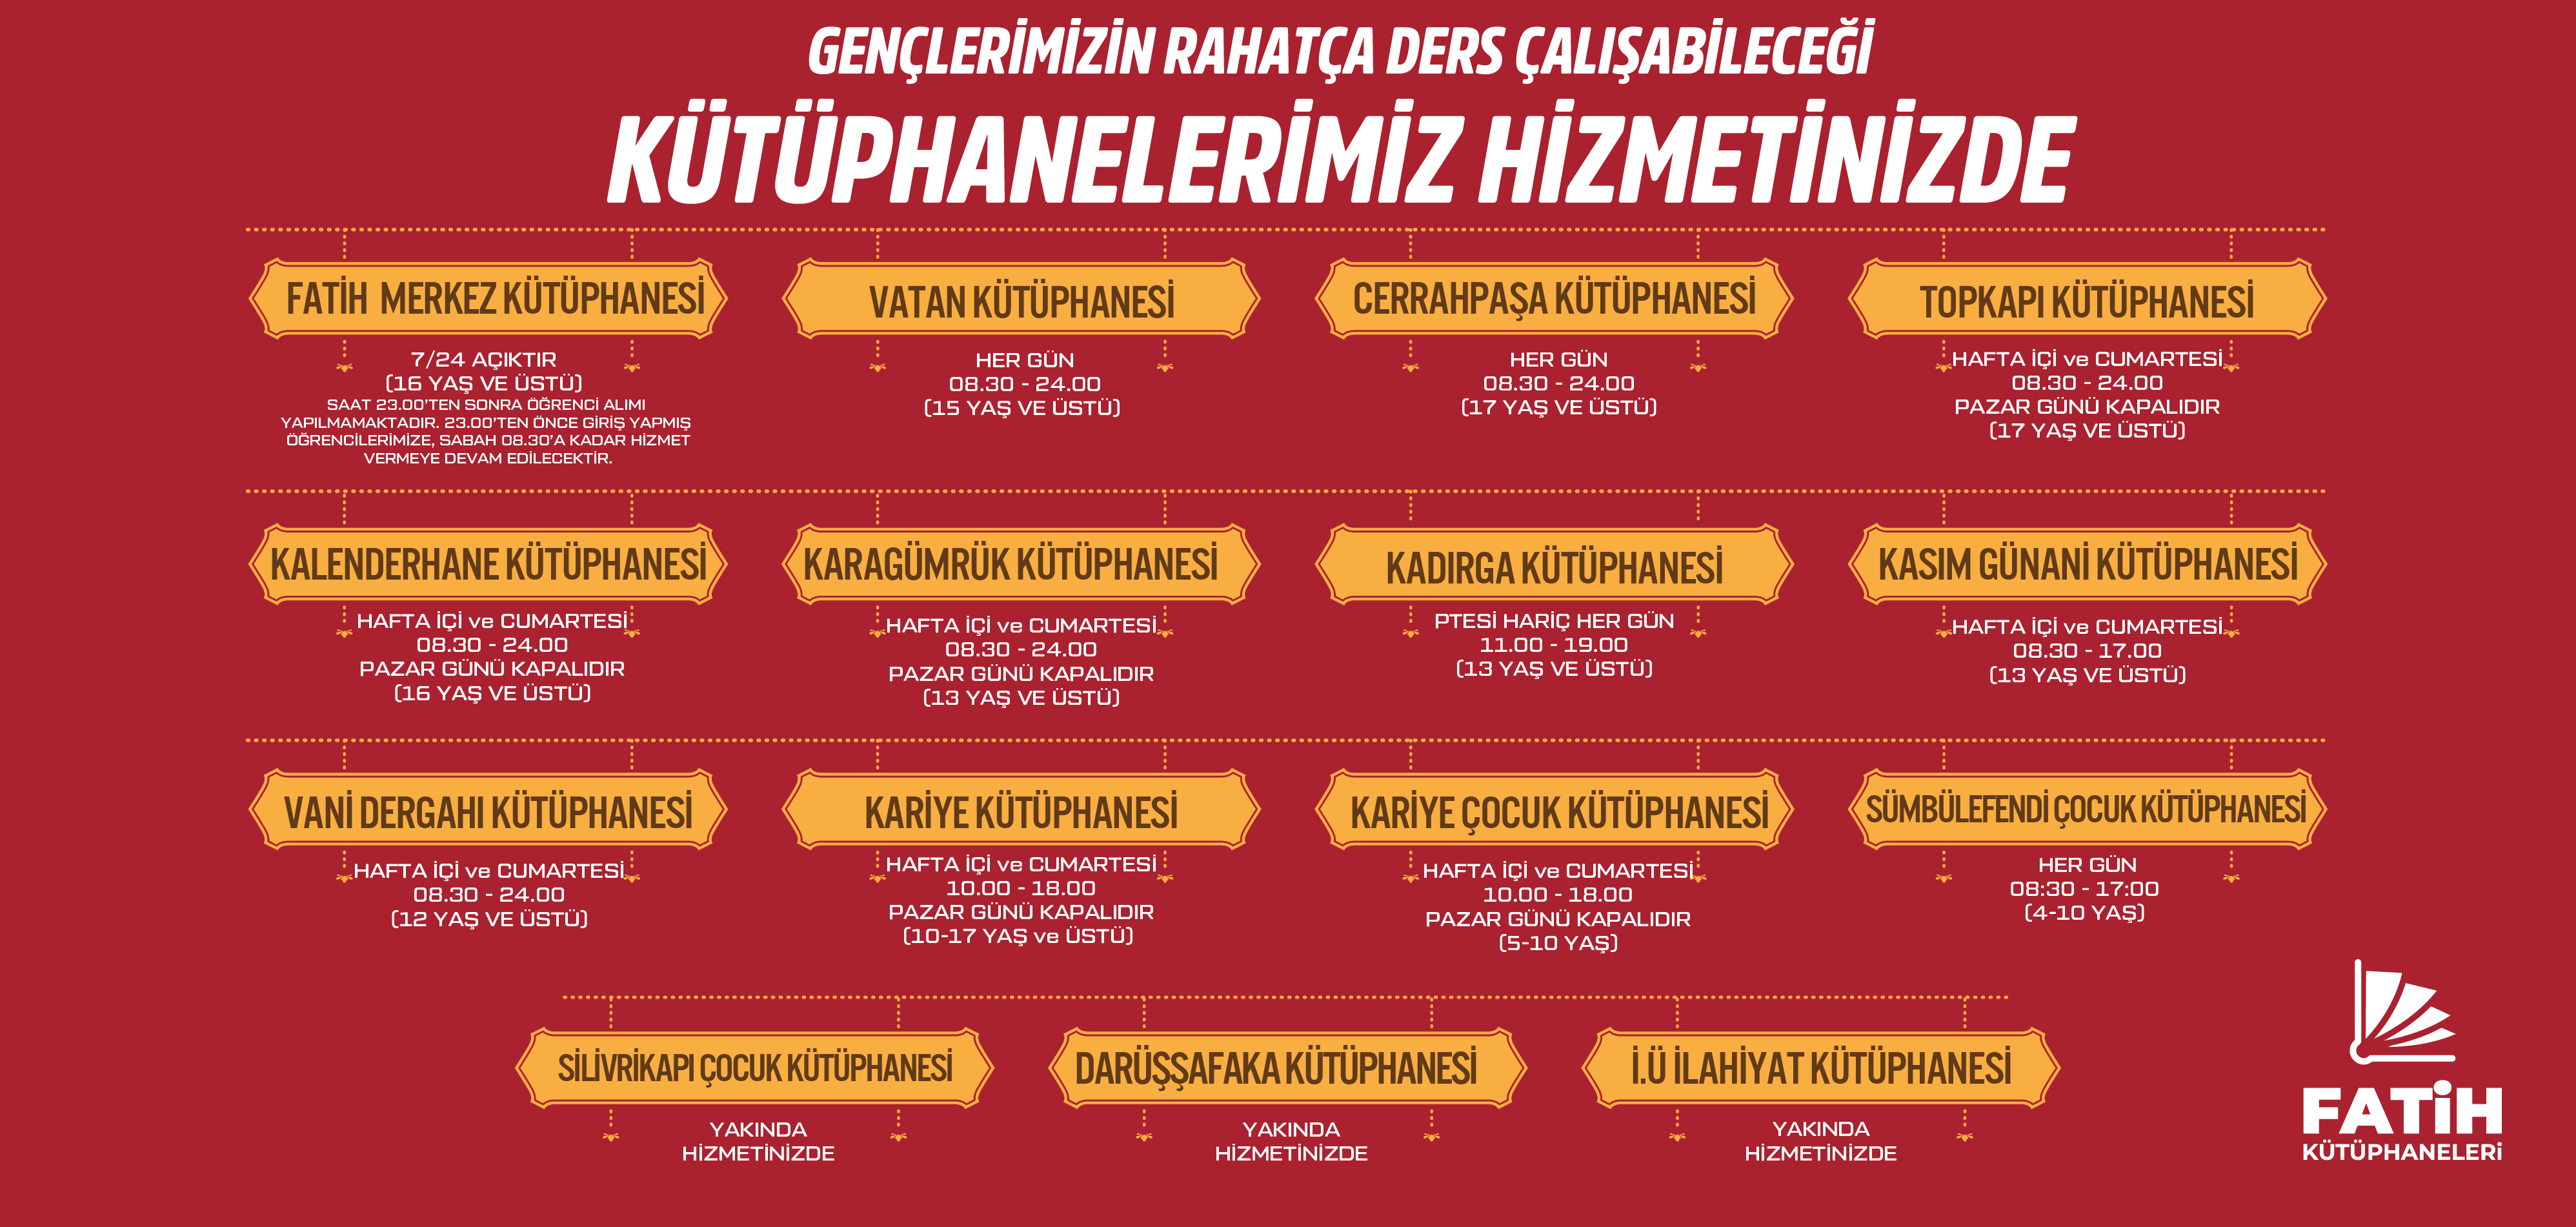 GENÇLERİMİZİN RAHATÇA DERS ÇALIŞABİLECEĞİ
KÜTÜPHANELERİMİZ HİZMETİNİZDE
FATİH MERKEZ KÜTÜPHANESİ
7/24 AÇIKTIR
(16 YAŞ VE ÜSTÜ)
SAAT 23.00'TEN SONRA ÖĞRENCİ ALIMI
YAPILMAMAKTADIR. 23.00'TEN ÖNCE GİRİŞ YAPMIŞ
ÖĞRENCİLERİMİZE, SABAH 08.30'A KADAR HİZMET
VERMEYE DEVAM EDİLECEKTİR.
VATAN KÜTÜPHANESİ
HER GÜN
08.30 - 24.00
(15 YAŞ VE ÜSTÜ)
CERRAHPAŞA KÜTÜPHANESİ
HER GÜN
08.30 - 24.00
(17 YAŞ VE ÜSTÜ)
TOPKAPI KÜTÜPHANESİ
HAFTA İÇİ ve CUMARTESİ
08.30 - 24.00
PAZAR GÜNÜ KAPALIDIR
(17 YAŞ VE ÜSTÜ)
KALENDERHANE KÜTÜPHANESİ
HAFTA İÇİ ve CUMARTESİ
08.30 - 24.00
PAZAR GÜNÜ KAPALIDIR
(16 YAŞ VE ÜSTÜ)
KARAGÜMRÜK KÜTÜPHANESİ
HAFTA İÇİ ve CUMARTESİ
08.30 - 24.00
PAZAR GÜNÜ KAPALIDIR
(13 YAŞ VE ÜSTÜ)
KADIRGA KÜTÜPHANESİ
PTESİ HARİÇ HER GÜN
11.00 - 19.00
(13 YAŞ VE ÜSTÜ)
KASIM GÜNANİ KÜTÜPHANESİ
HAFTA İÇİ ve CUMARTESİ
08.30 - 17.00
(13 YAŞ VE ÜSTÜ)
VANİ DERGAHI KÜTÜPHANESİ
HAFTA İÇİ ve CUMARTESİ
08.30 - 24.00
(12 YAŞ VE ÜSTÜ)
KARİYE KÜTÜPHANESİ
HAFTA İÇİ ve CUMARTESİ
10.00 - 18.00
PAZAR GÜNÜ KAPALIDIR
(10-17 YAŞ ve ÜSTÜ)
KARİYE ÇOCUK KÜTÜPHANESİ
HAFTA İÇİ ve CUMARTESİ
10.00 - 18.00
PAZAR GÜNÜ KAPALIDIR
(5-10 YAŞ)
SÜMBÜLEFENDİ ÇOCUK KÜTÜPHANESİ
HER GÜN
08:30 - 17:00
(4-10 YAŞ)
SİLİVRİKAPI ÇOCUK KÜTÜPHANESİ
YAKINDA
HİZMETİNİZDE
DARÜŞŞAFAKA KÜTÜPHANESİ
YAKINDA
HİZMETİNİZDE
İ.Ü İLAHİYAT KÜTÜPHANESİ
YAKINDA
HİZMETİNİZDE
FATİH
KÜTÜPHANELERİ